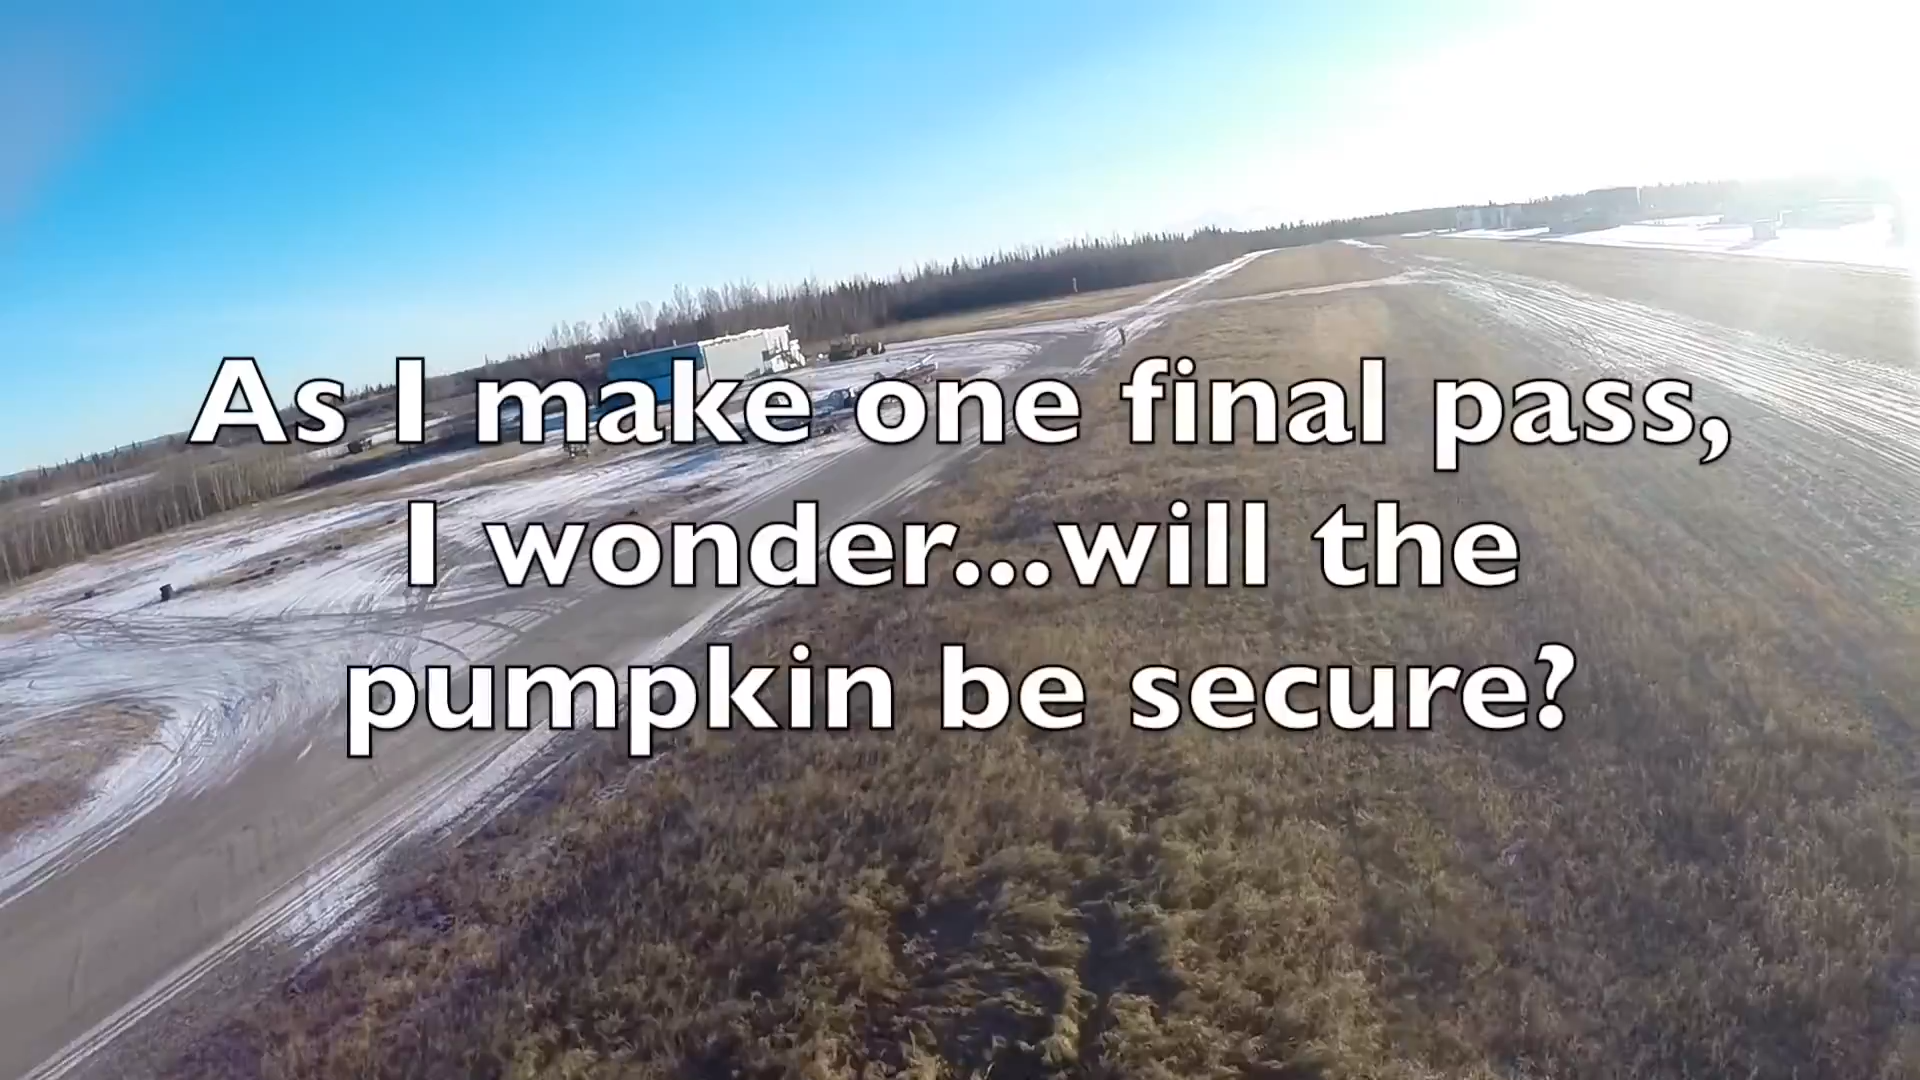 As I make one final pass,
I wonder...will the
pumpkin be secure?